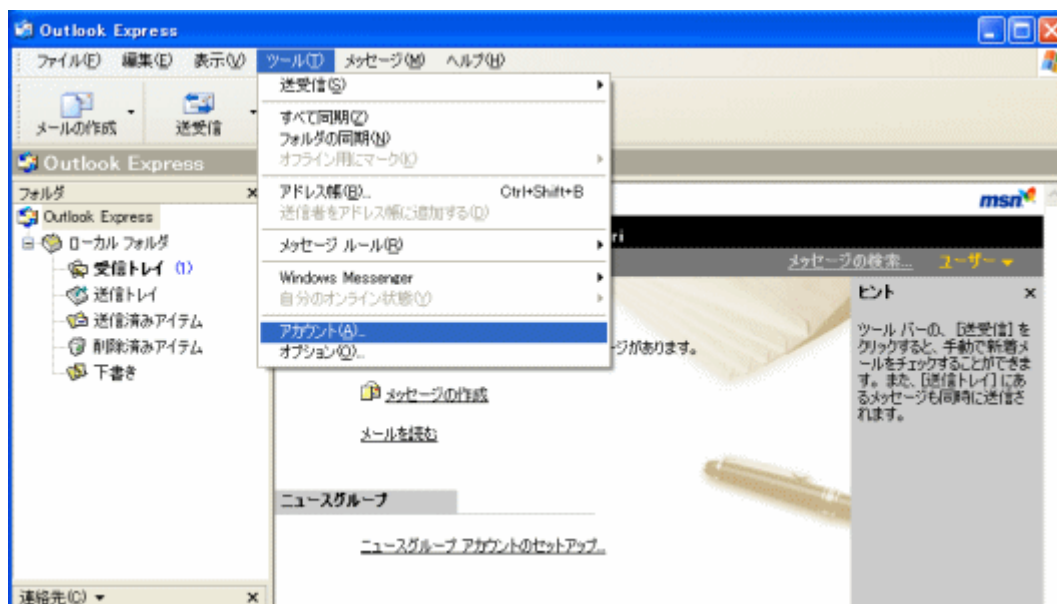 Outlook Express
ファイル(F) 編集(E) 表示(V) ツール(T) メッセージ(M) ヘルプ(H)
メールの作成 送受信
送受信(S)
すべて同期(Z)
フォルダの同期(N)
オフライン用にマーク(K)
アドレス帳(B)... Ctrl+Shift+B
送信者をアドレス帳に追加する(D)
メッセージ ルール(R)
Windows Messenger
自分のオンライン状態(Y)
アカウント(A)...
オプション(O)...
Outlook Express
フォルダ ×
Outlook Express
ローカル フォルダ
受信トレイ (1)
送信トレイ
送信済みアイテム
削除済みアイテム
下書き
連絡先(C) ×
msn
メッセージの検索... ユーザー
ージがあります。
メッセージの作成
メールを読む
ニュースグループ
ニュースグループ アカウントのセットアップ...
ヒント ×
ツール バーの、[送受信] を
クリックすると、手動で新着メ
ールをチェックすることができま
す。また、[送信トレイ] にあ
るメッセージも同時に送信さ
れます。